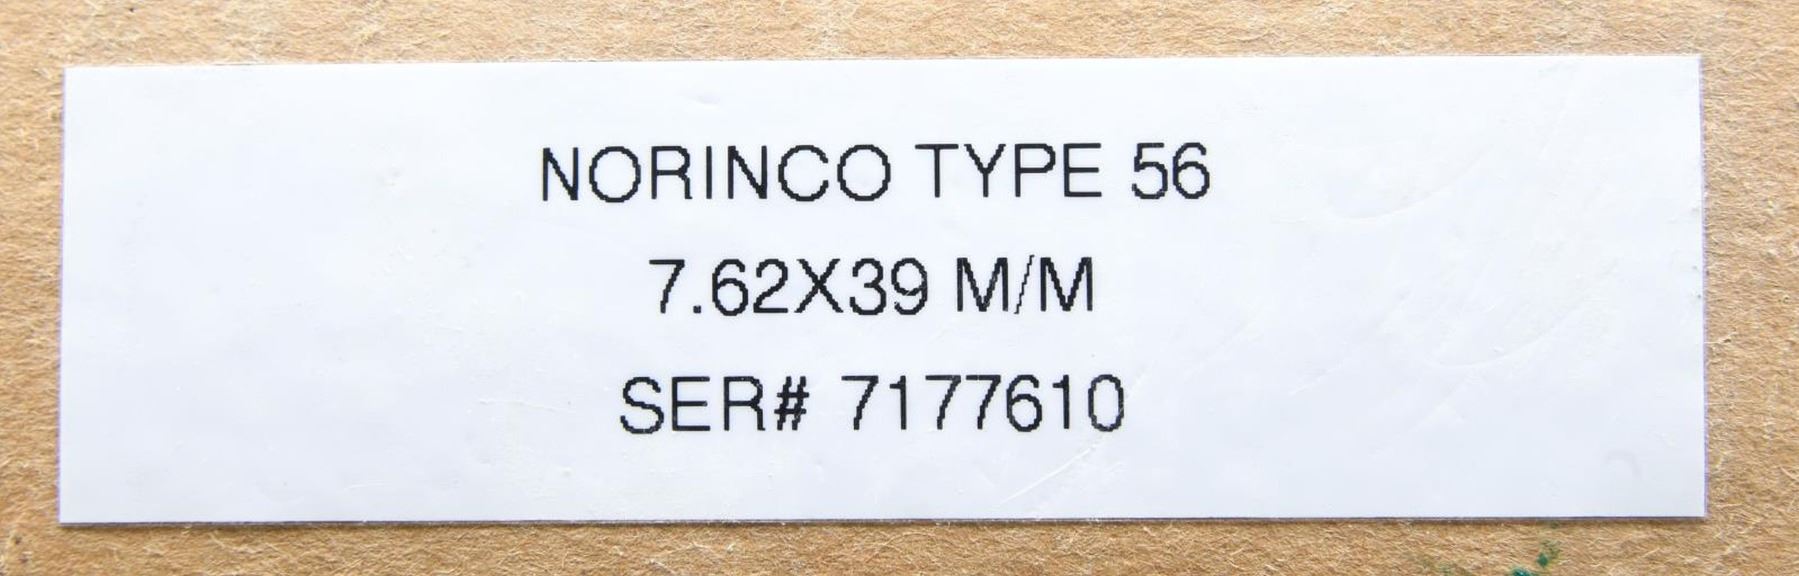 NORINCO TYPE 56
7.62X39 M/M
SER# 7177610